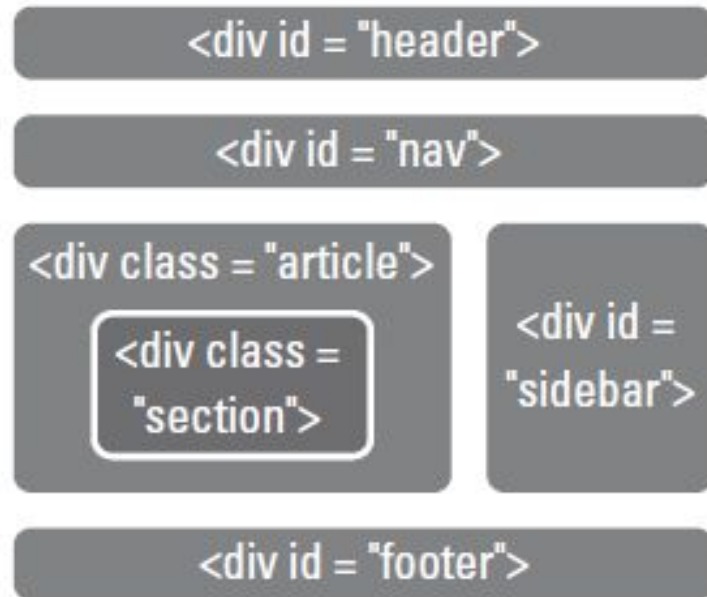 <div id = "header">
<div id = "nav">
<div class = "article">
<div class =
"section">
<div id =
"sidebar">
<div id = "footer">